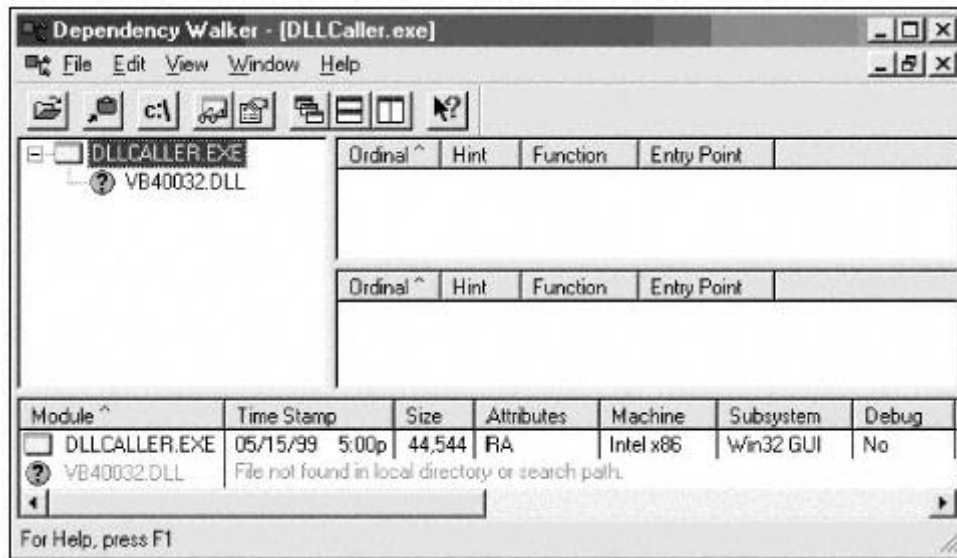 Dependency Walker - [DLLCaller.exe]
File Edit View Window Help
c:\
DLLCALLER.EXE
VB40032.DLL
Ordinal ^ Hint Function Entry Point
Ordinal ^ Hint Function Entry Point
Module ^ Time Stamp Size Attributes Machine Subsystem Debug
DLLCALLER.EXE 05/15/99 5:00p 44,544 RA Intel x86 Win32 GUI No
VB40032.DLL File not found in local directory or search path.
For Help, press F1